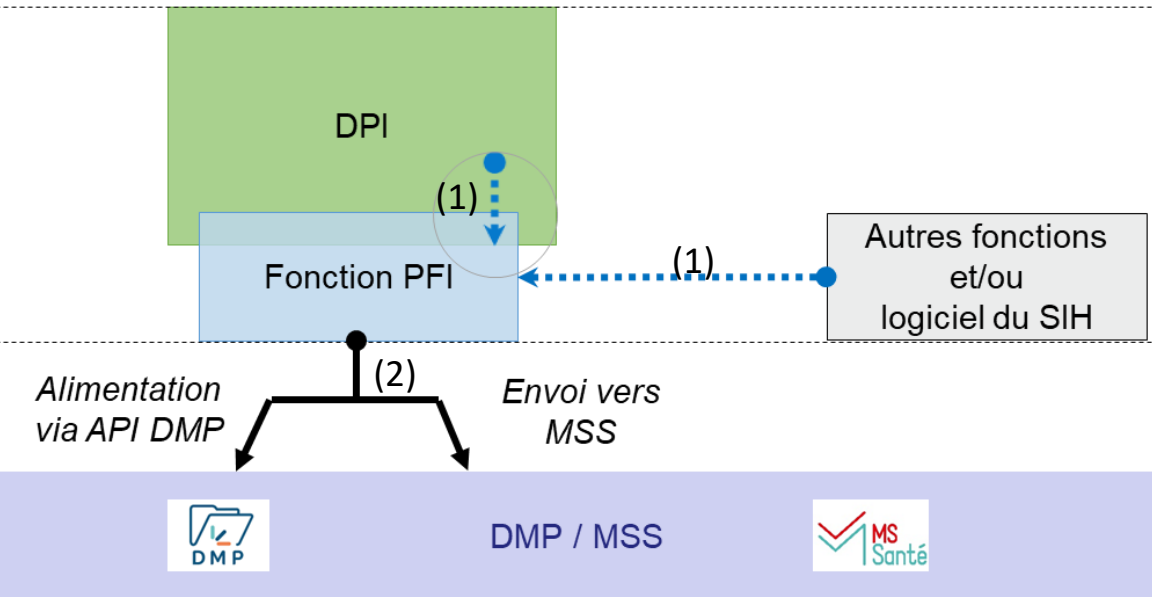 DPI
(1)
Fonction PFI
(1)
Autres fonctions
et/ou
logiciel du SIH
(2)
Alimentation
via API DMP
Envoi vers
MSS
DMP
DMP / MSS
MS
Santé